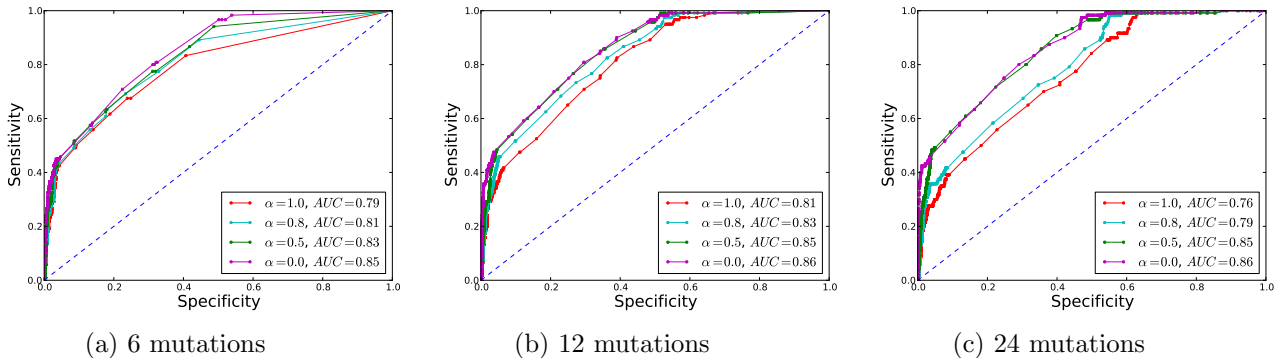 1.0
0.8
0.6
0.4
0.2
0.0
Sensitivity
0.0 0.2 0.4 0.6 0.8 1.0
Specificity
α=1.0, AUC=0.79
α=0.8, AUC=0.81
α=0.5, AUC=0.83
α=0.0, AUC=0.85
(a) 6 mutations
1.0
0.8
0.6
0.4
0.2
0.0
Sensitivity
0.0 0.2 0.4 0.6 0.8 1.0
Specificity
α=1.0, AUC=0.81
α=0.8, AUC=0.83
α=0.5, AUC=0.85
α=0.0, AUC=0.86
(b) 12 mutations
1.0
0.8
0.6
0.4
0.2
0.0
Sensitivity
0.0 0.2 0.4 0.6 0.8 1.0
Specificity
α=1.0, AUC=0.76
α=0.8, AUC=0.79
α=0.5, AUC=0.85
α=0.0, AUC=0.86
(c) 24 mutations